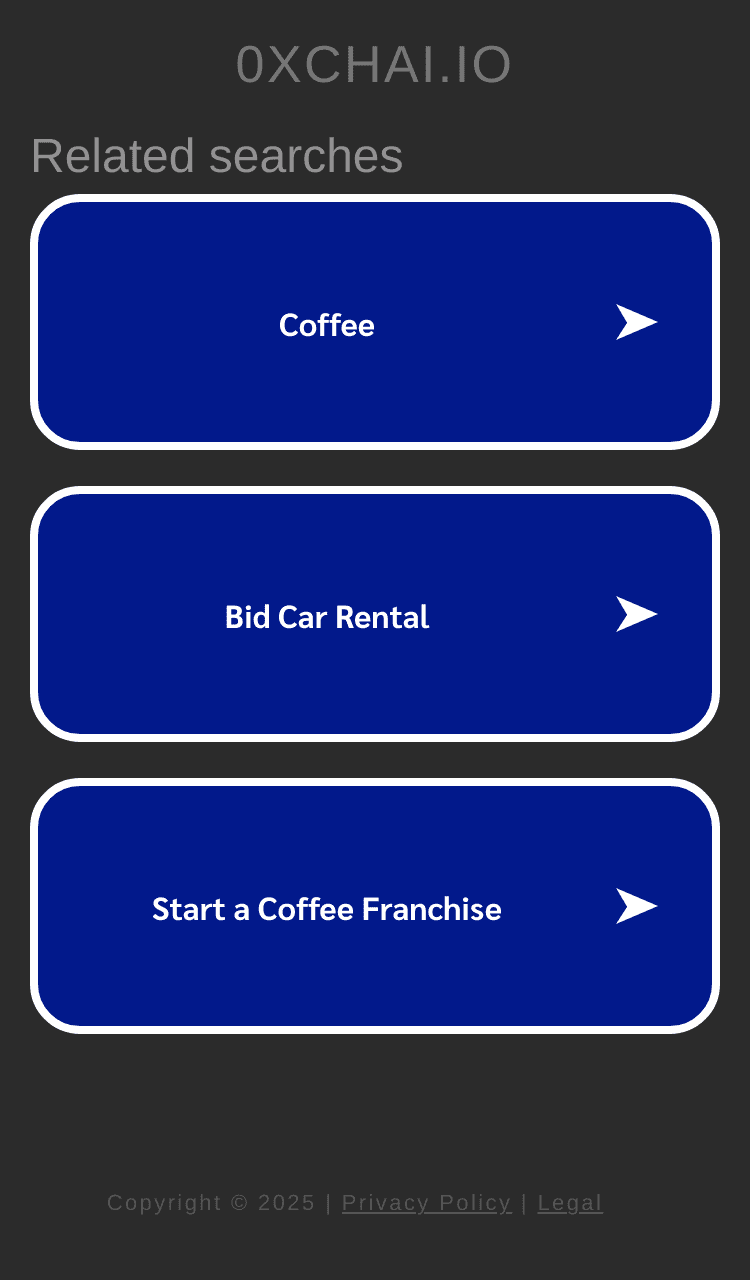 0XCHAI.IO
Related searches
Coffee
Bid Car Rental
Start a Coffee Franchise
Copyright © 2025 | Privacy Policy | Legal